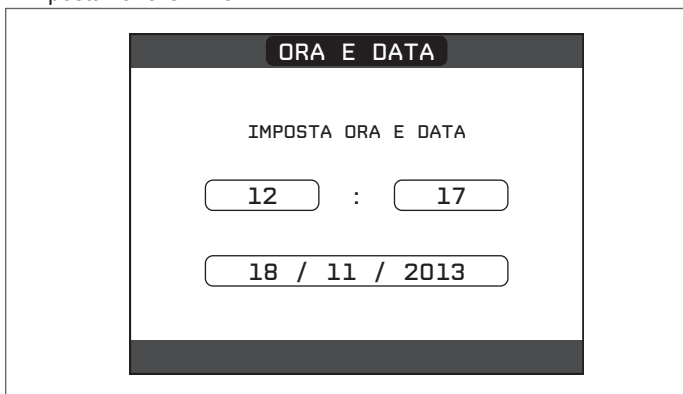 ORA E DATA
IMPOSTA ORA E DATA
12 : 17
18 / 11 / 2013